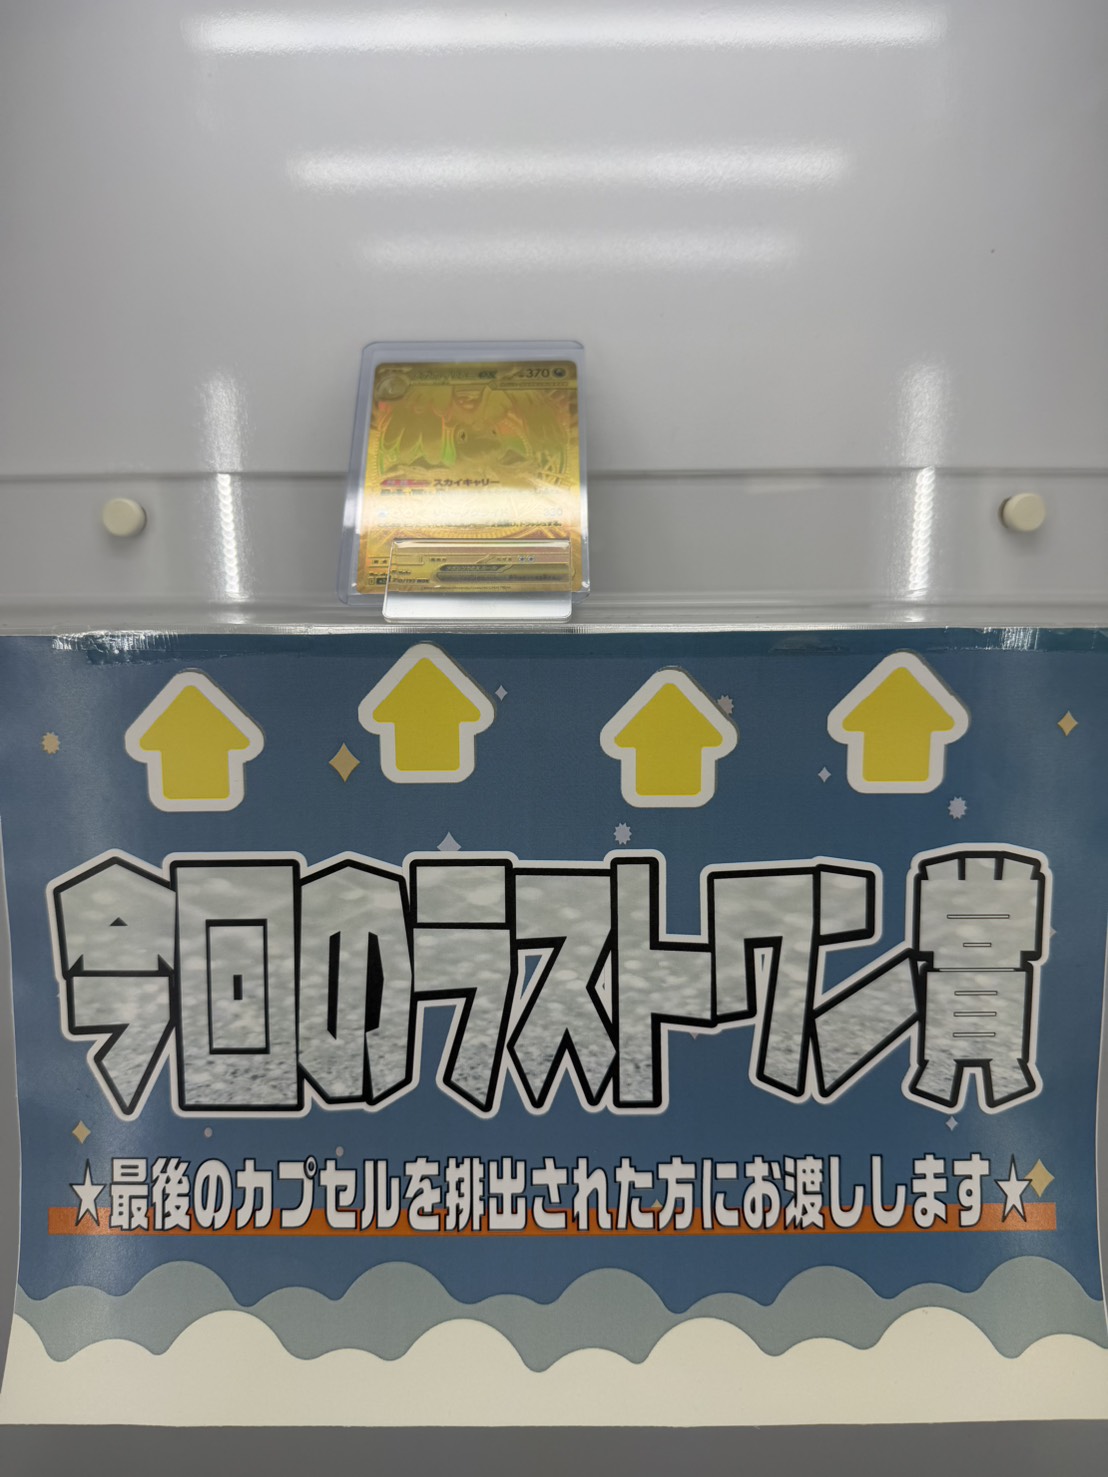 ex 370
スカイキャリー
今回のラストワン賞
★最後のカプセルを排出された方にお渡しします★